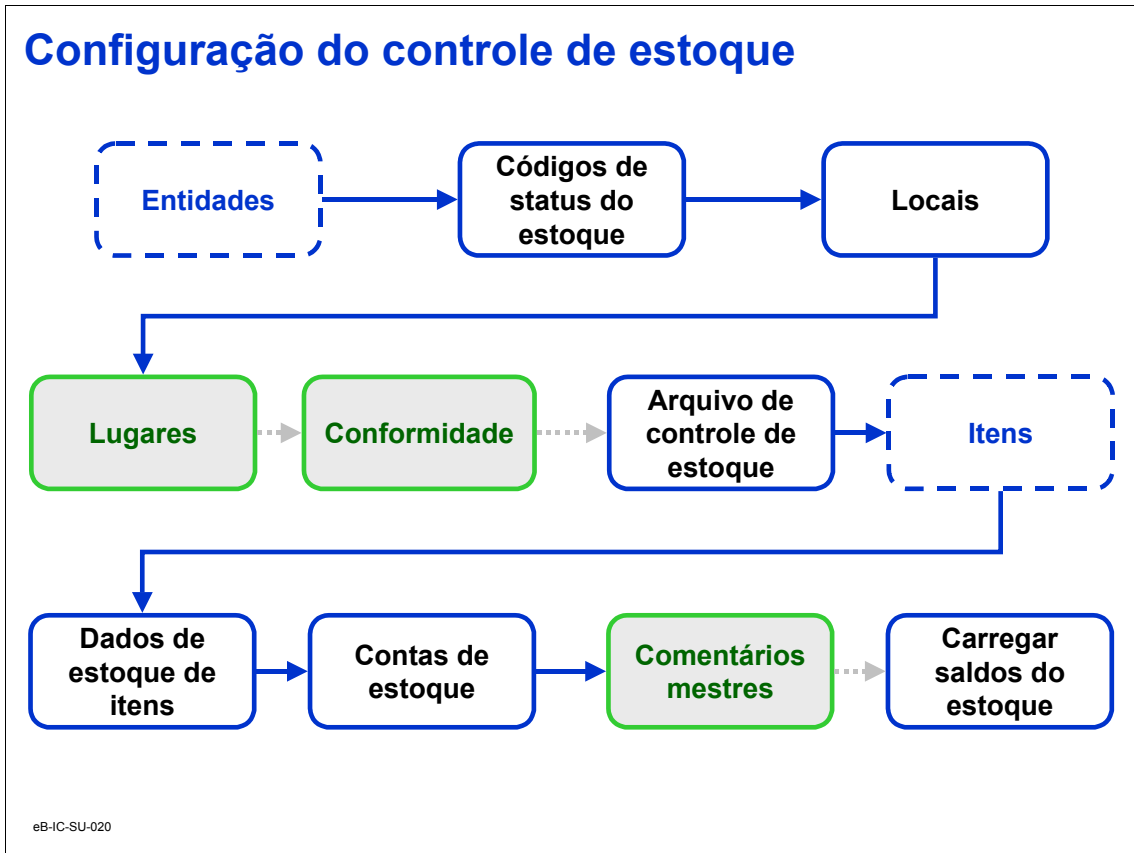 Configuração do controle de estoque
Entidades
Códigos de
status do
estoque
Locais
Lugares
Conformidade
Arquivo de
controle de
estoque
Itens
Dados de
estoque de
itens
Contas de
estoque
Comentários
mestres
Carregar
saldos do
estoque
eB-IC-SU-020